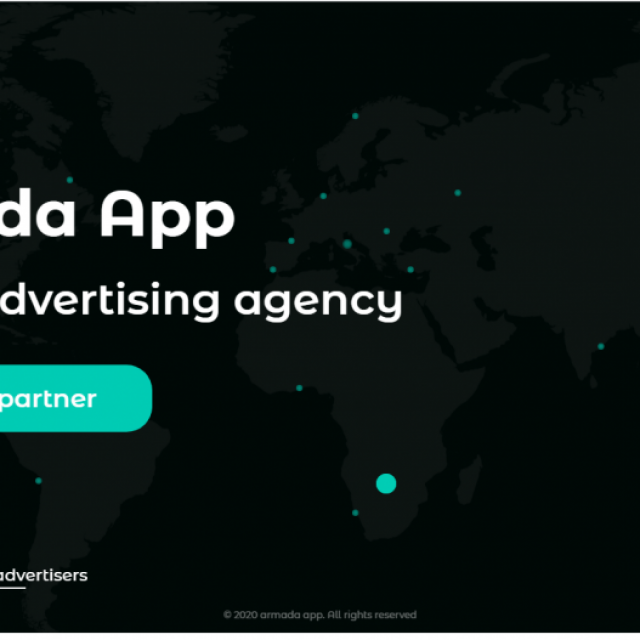 da App
dvertising agency
partner
advertisers
© 2020 armada app. All rights reserved